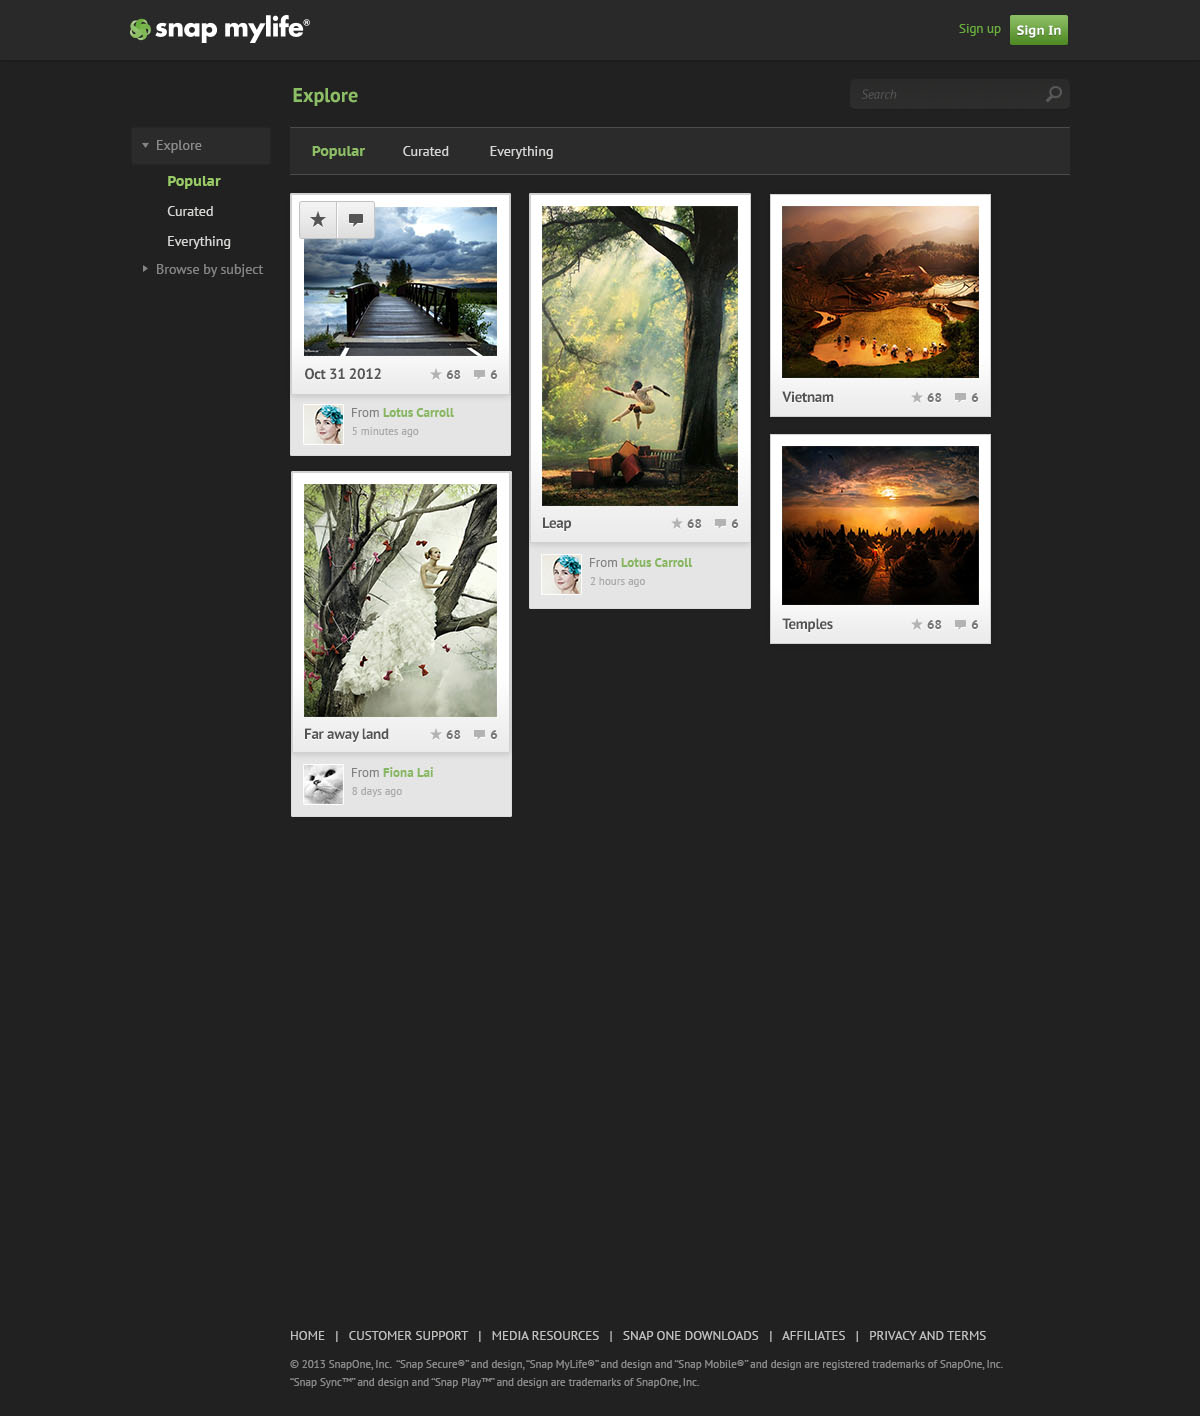 snap mylife®
Sign up
Sign In
Explore
Search
Explore
Popular
Curated
Everything
Browse by subject
Popular
Curated
Everything
Oct 31 2012
68
6
From Lotus Carroll
5 minutes ago
Far away land
68
6
From Fiona Lai
8 days ago
Leap
68
6
From Lotus Carroll
2 hours ago
Vietnam
68
6
Temples
68
6
HOME | CUSTOMER SUPPORT | MEDIA RESOURCES | SNAP ONE DOWNLOADS | AFFILIATES | PRIVACY AND TERMS
© 2013 SnapOne, Inc. "Snap Secure®" and design, "Snap MyLife®" and design and "Snap Mobile®" and design are registered trademarks of SnapOne, Inc.
"Snap Sync™" and design and "Snap Play™" and design are trademarks of SnapOne, Inc.